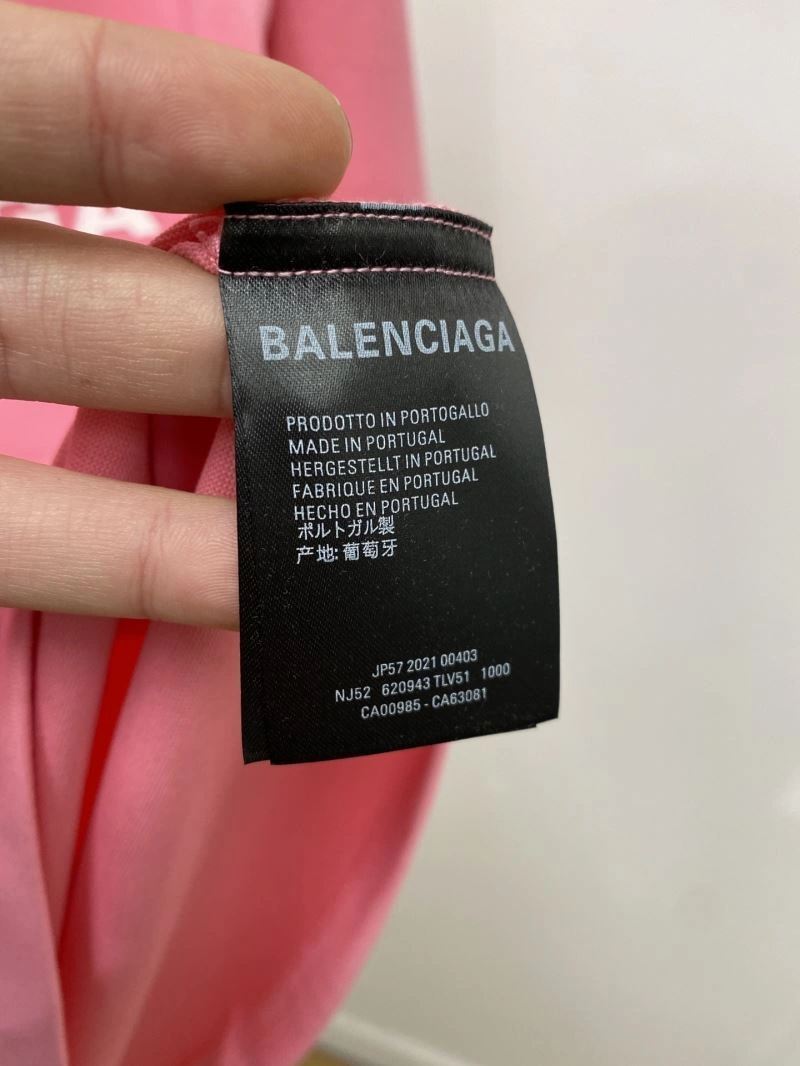 BALENCIAGA
PRODOTTO IN PORTOGALLO
MADE IN PORTUGAL
HERGESTELLT IN PORTUGAL
FABRIQUE EN PORTUGAL
HECHO EN PORTUGAL
ポルトガル製
产地: 葡萄牙
JP57 2021 00403
NJ52 620943 TLV51 1000
CA00985 - CA63081